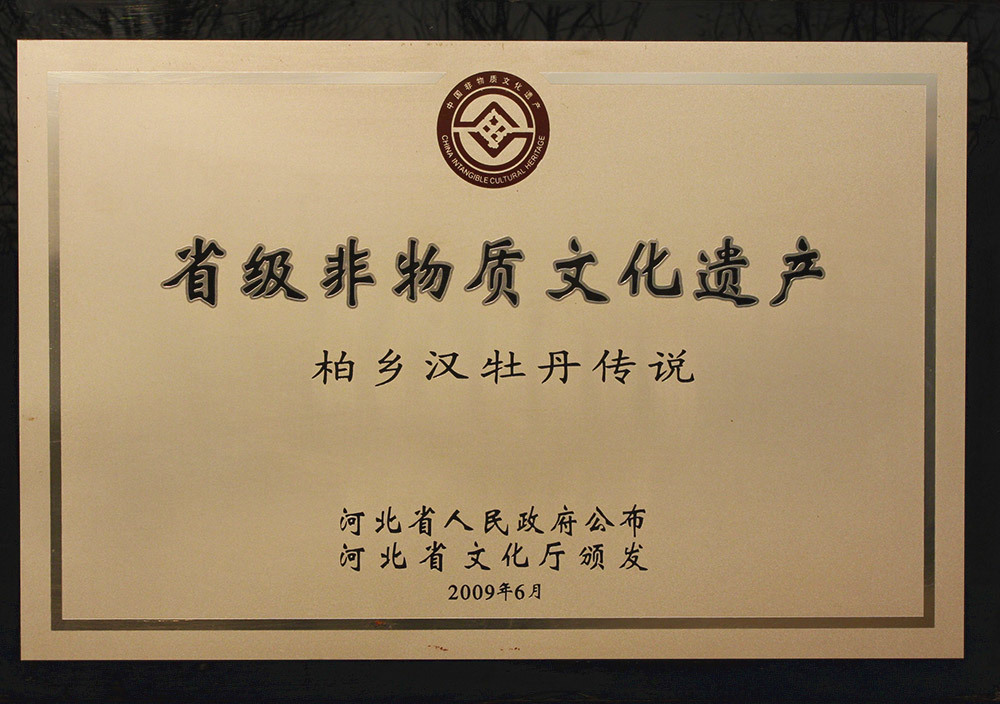 中国非物质文化遗产
CHINA INTANGIBLE CULTURAL HERITAGE
省级非物质文化遗产
柏乡汉牡丹传说
河北省人民政府公布
河北省文化厅颁发
2009年6月